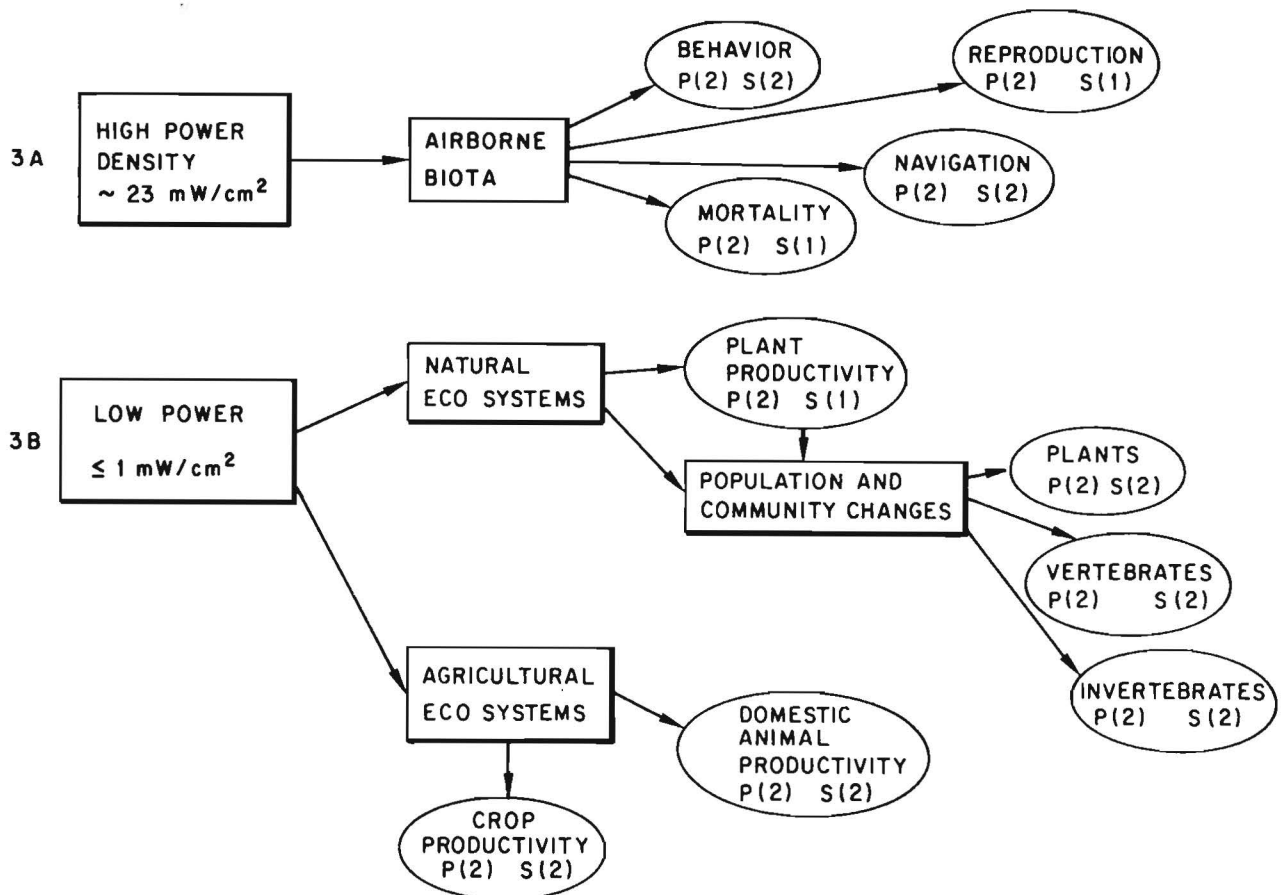 3A
HIGH POWER
DENSITY
~ 23 mW/cm²
AIRBORNE
BIOTA
BEHAVIOR
P(2) S(2)
REPRODUCTION
P(2) S(1)
NAVIGATION
P(2) S(2)
MORTALITY
P(2) S(1)
3B
LOW POWER
≤ 1 mW/cm²
NATURAL
ECO SYSTEMS
PLANT
PRODUCTIVITY
P(2) S(1)
POPULATION AND
COMMUNITY CHANGES
PLANTS
P(2) S(2)
VERTEBRATES
P(2) S(2)
INVERTEBRATES
P(2) S(2)
AGRICULTURAL
ECO SYSTEMS
DOMESTIC
ANIMAL
PRODUCTIVITY
P(2) S(2)
CROP
PRODUCTIVITY
P(2) S(2)